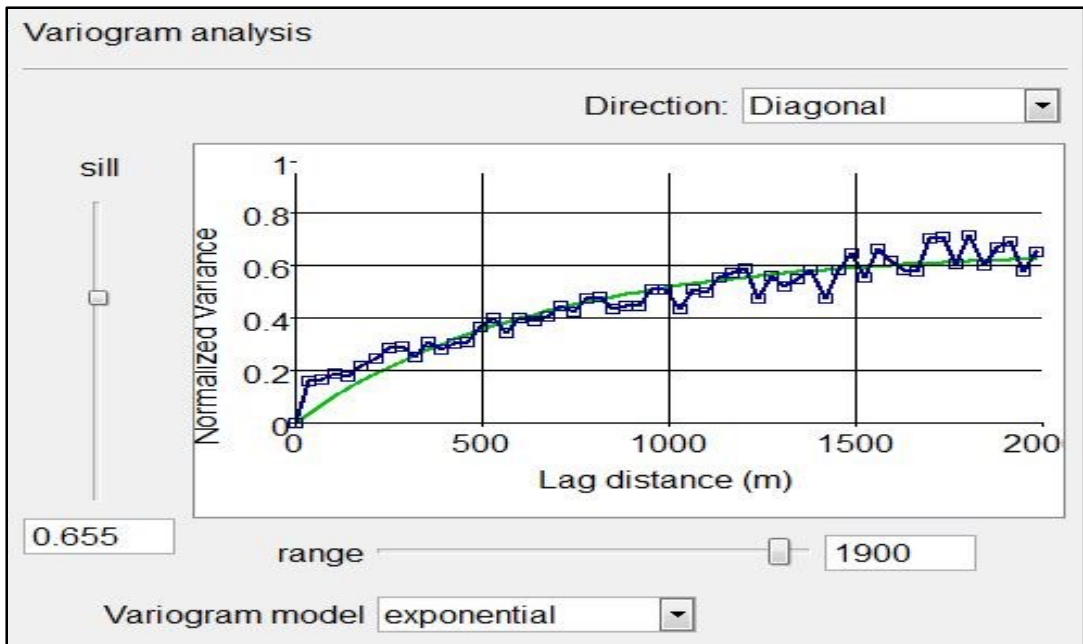 Variogram analysis
Direction: Diagonal
sill
1
0.8
0.6
0.4
0.2
0
Normalized Variance
0 500 1000 1500 200
Lag distance (m)
0.655
range 1900
Variogram model exponential